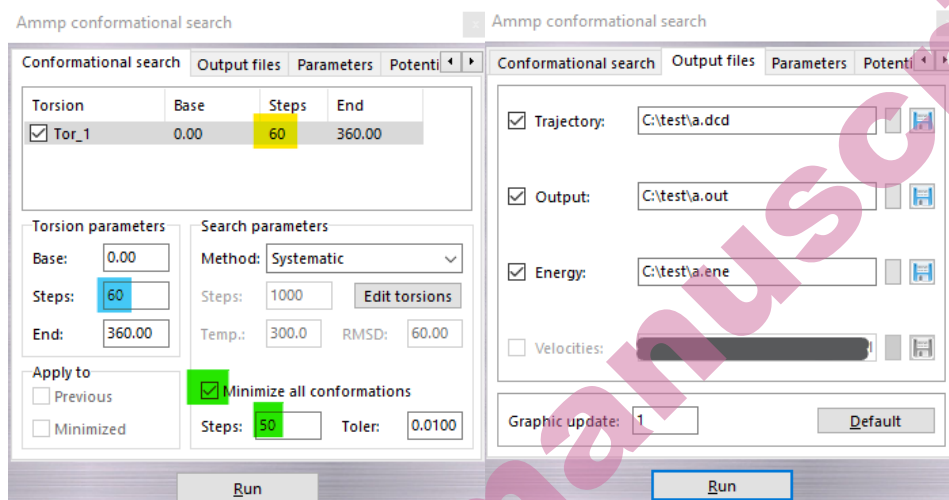 Ammp conformational search
Conformational search Output files Parameters Potenti
Torsion Base Steps End
Tor_1 0.00 60 360.00
Torsion parameters
Base: 0.00
Steps: 60
End: 360.00
Search parameters
Method: Systematic
Steps: 1000 Edit torsions
Temp.: 300.0 RMSD: 60.00
Apply to
Previous
Minimized
Minimize all conformations
Steps: 50 Toler: 0.0100
Run
Ammp conformational search
Conformational search Output files Parameters Potenti
Trajectory: C:\test\a.dcd
Output: C:\test\a.out
Energy: C:\test\a.ene
Velocities:
Graphic update: 1 Default
Run
manuscri